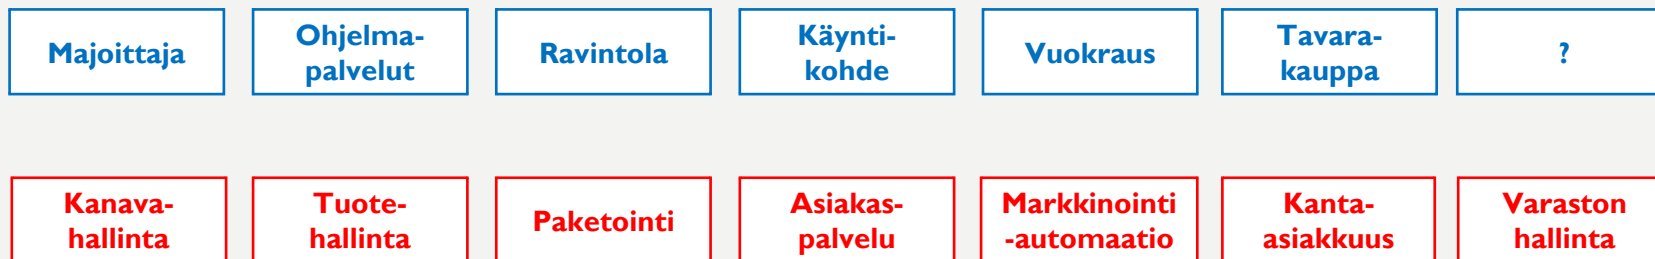 Majoittaja
Ohjelma-
palvelut
Ravintola
Käynti-
kohde
Vuokraus
Tavara-
kauppa
?
Kanava-
hallinta
Tuote-
hallinta
Paketointi
Asiakas-
palvelu
Markkinointi
-automaatio
Kanta-
asiakkuus
Varaston
hallinta